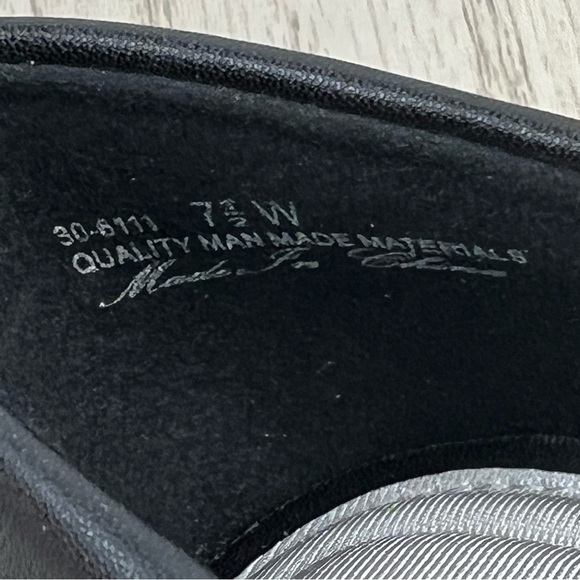 30-6111 7½ W
QUALITY MAN MADE MATERIALS
Made In China